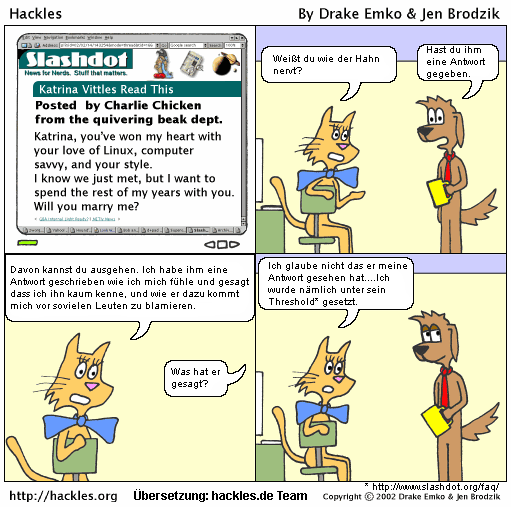 Hackles
By Drake Emko & Jen Brodzik
Slashdot
News for Nerds. Stuff that matters.
Katrina Vittles Read This
Posted by Charlie Chicken
from the quivering beak dept.
Katrina, you've won my heart with
your love of Linux, computer
savvy, and your style.
I know we just met, but I want to
spend the rest of my years with you.
Will you marry me?
Weißt du wie der Hahn
nervt?
Hast du ihm
eine Antwort
gegeben.
Davon kannst du ausgehen. Ich habe ihm eine
Antwort geschrieben wie ich mich fühle und gesagt
dass ich ihn kaum kenne, und wie er dazu kommt
mich vor sovielen Leuten zu blamieren.
Was hat er
gesagt?
Ich glaube nicht das er meine
Antwort gesehen hat....Ich
wurde nämlich unter sein
Threshold* gesetzt.
* http://www.slashdot.org/faq/
http://hackles.org
Übersetzung: hackles.de Team
Copyright © 2002 Drake Emko & Jen Brodzik